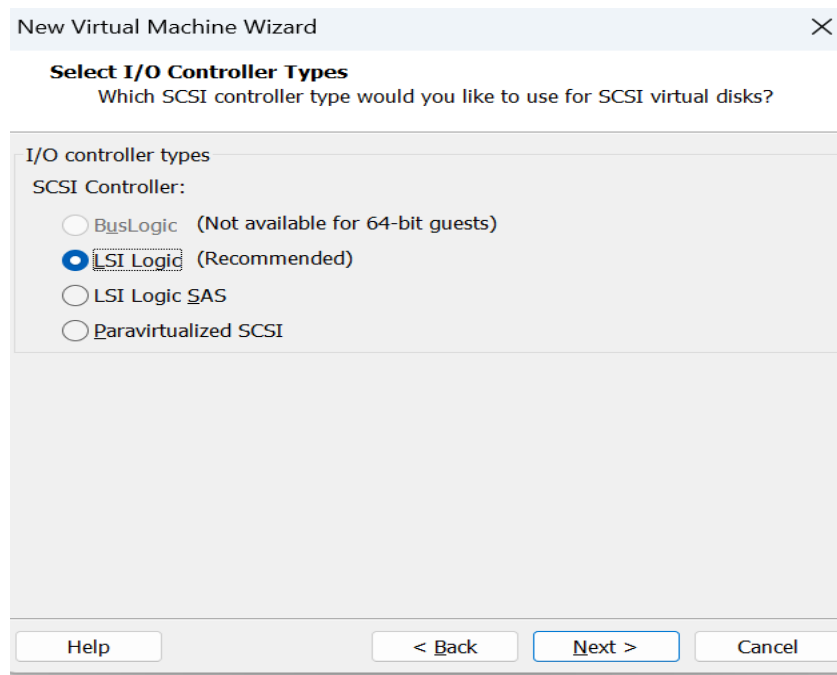 New Virtual Machine Wizard
Select I/O Controller Types
Which SCSI controller type would you like to use for SCSI virtual disks?
I/O controller types
SCSI Controller:
BusLogic (Not available for 64-bit guests)
LSI Logic (Recommended)
LSI Logic SAS
Paravirtualized SCSI
Help < Back Next > Cancel